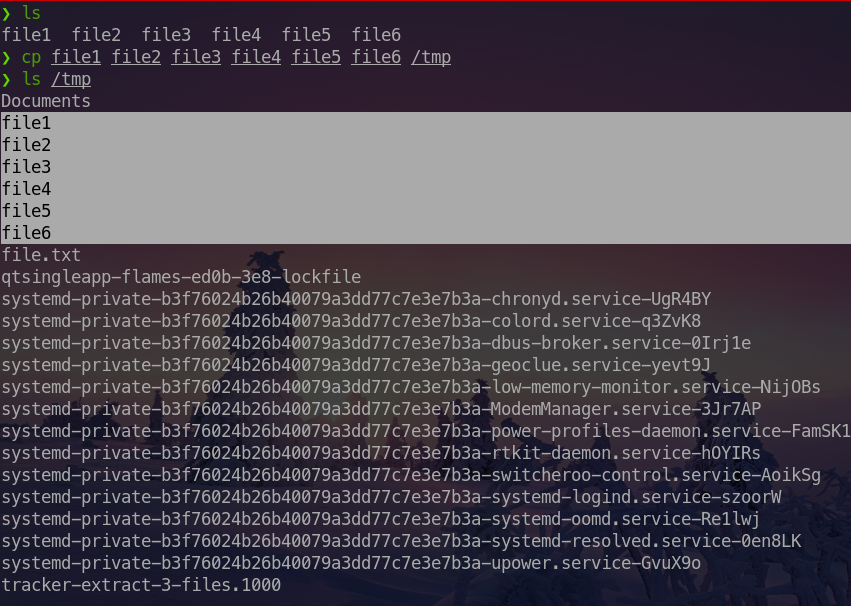 ❯ ls
file1  file2  file3  file4  file5  file6
❯ cp file1 file2 file3 file4 file5 file6 /tmp
❯ ls /tmp
Documents
file1
file2
file3
file4
file5
file6
file.txt
qtsingleapp-flames-ed0b-3e8-lockfile
systemd-private-b3f76024b26b40079a3dd77c7e3e7b3a-chronyd.service-UgR4BY
systemd-private-b3f76024b26b40079a3dd77c7e3e7b3a-colord.service-q3ZvK8
systemd-private-b3f76024b26b40079a3dd77c7e3e7b3a-dbus-broker.service-0Irj1e
systemd-private-b3f76024b26b40079a3dd77c7e3e7b3a-geoclue.service-yevt9J
systemd-private-b3f76024b26b40079a3dd77c7e3e7b3a-low-memory-monitor.service-NijOBs
systemd-private-b3f76024b26b40079a3dd77c7e3e7b3a-ModemManager.service-3Jr7AP
systemd-private-b3f76024b26b40079a3dd77c7e3e7b3a-power-profiles-daemon.service-FamSK1
systemd-private-b3f76024b26b40079a3dd77c7e3e7b3a-rtkit-daemon.service-hOYIRs
systemd-private-b3f76024b26b40079a3dd77c7e3e7b3a-switcheroo-control.service-AoikSg
systemd-private-b3f76024b26b40079a3dd77c7e3e7b3a-systemd-logind.service-szoorW
systemd-private-b3f76024b26b40079a3dd77c7e3e7b3a-systemd-oomd.service-Re1lwj
systemd-private-b3f76024b26b40079a3dd77c7e3e7b3a-systemd-resolved.service-0en8LK
systemd-private-b3f76024b26b40079a3dd77c7e3e7b3a-upower.service-GvuX9o
tracker-extract-3-files.1000